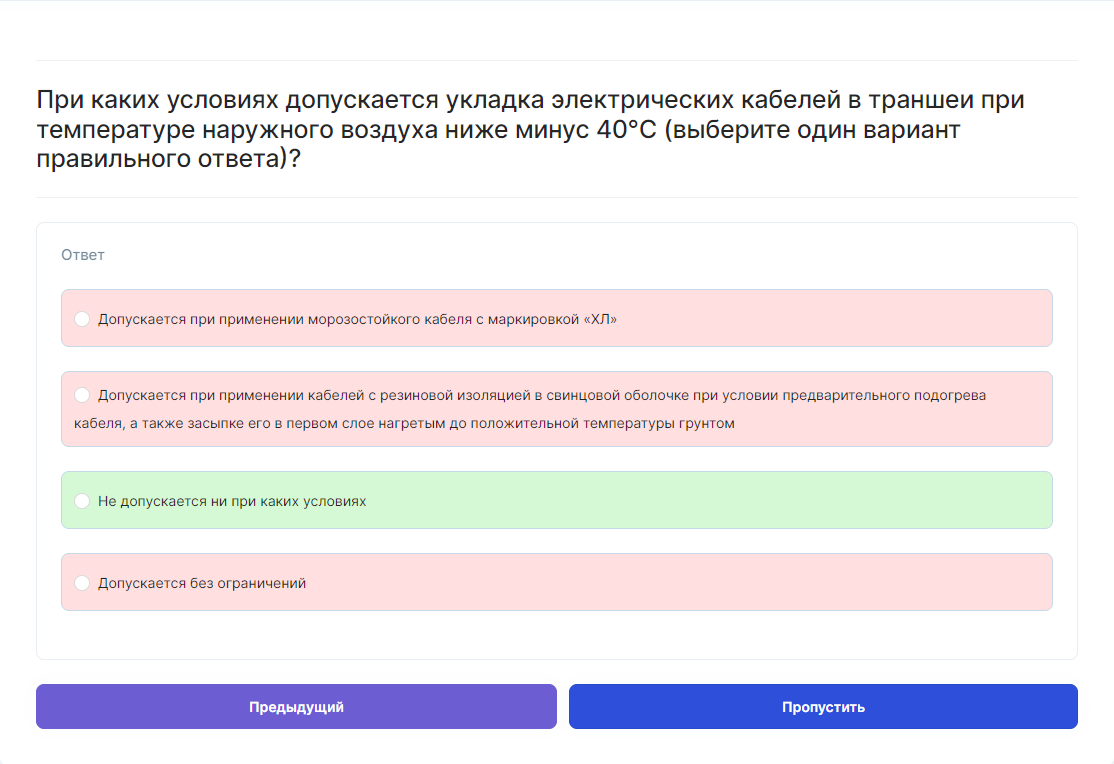 При каких условиях допускается укладка электрических кабелей в траншеи при
температуре наружного воздуха ниже минус 40°С (выберите один вариант
правильного ответа)?
Ответ
Допускается при применении морозостойкого кабеля с маркировкой «ХЛ»
Допускается при применении кабелей с резиновой изоляцией в свинцовой оболочке при условии предварительного подогрева
кабеля, а также засыпке его в первом слое нагретым до положительной температуры грунтом
Не допускается ни при каких условиях
Допускается без ограничений
Предыдущий
Пропустить